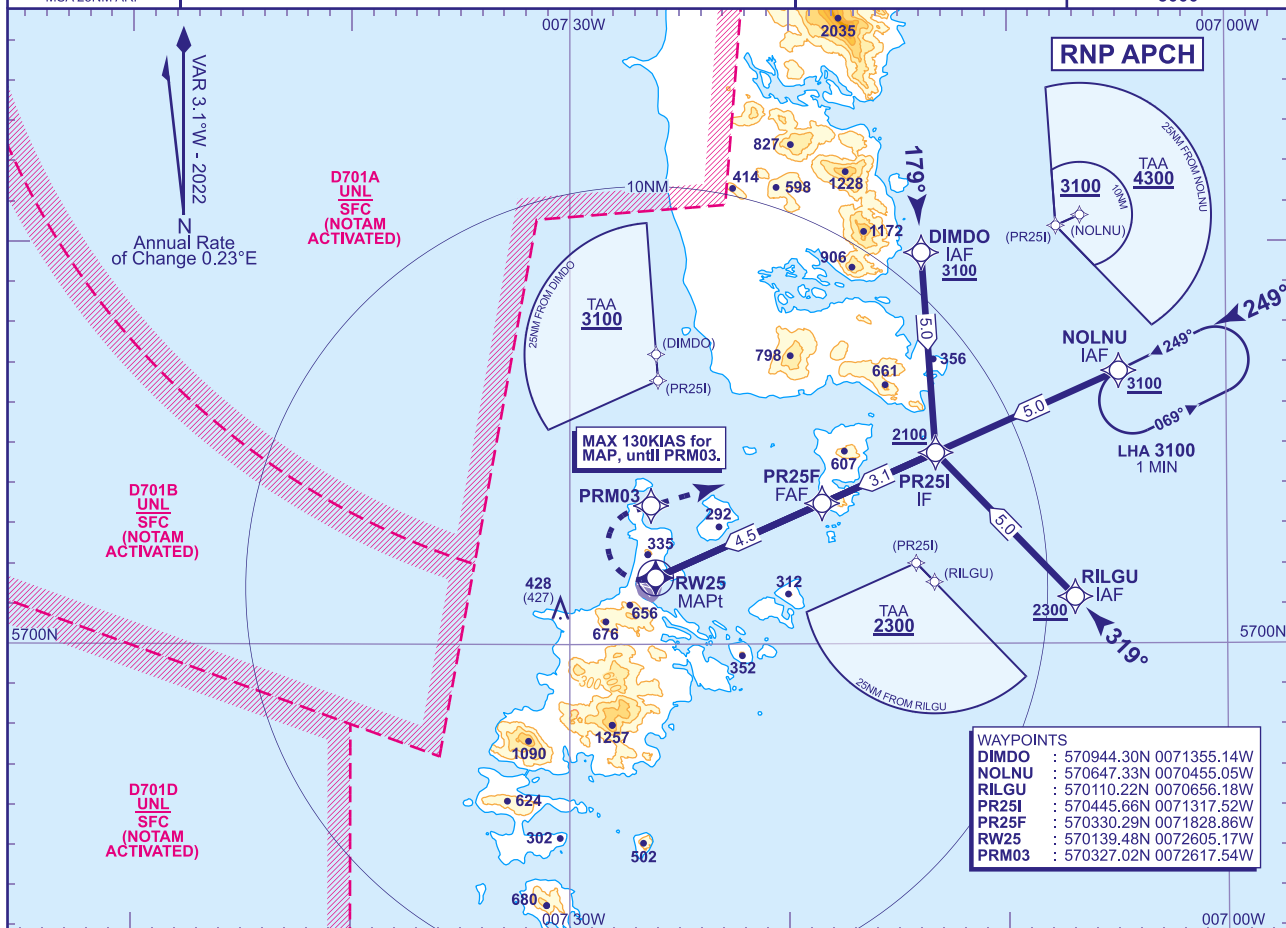 007 30W
007 00W
2035
RNP APCH
VAR 3.1°W - 2022
N
Annual Rate
of Change 0.23°E
D701A
UNL
SFC
(NOTAM
ACTIVATED)
10NM
827
414
598
1228
1172
906
179°
DIMDO
IAF
3100
25NM FROM NOLNU
TAA
4300
3100
10NM
(PR25I)
(NOLNU)
25NM FROM DIMDO
TAA
3100
(DIMDO)
(PR25I)
5.0
356
798
661
NOLNU
IAF
3100
249°
249°
069°
LHA 3100
1 MIN
5.0
2100
MAX 130KIAS for
MAP, until PRM03.
607
PR25F
FAF
3.1
PR25I
IF
D701B
UNL
SFC
(NOTAM
ACTIVATED)
PRM03
292
4.5
335
5.0
(PR25I)
(RILGU)
428
(427)
RW25
MAPt
312
656
676
TAA
2300
25NM FROM RILGU
RILGU
IAF
2300
319°
5700N
5700N
352
300
1257
1090
D701D
UNL
SFC
(NOTAM
ACTIVATED)
624
302
502
680
WAYPOINTS
DIMDO : 570944.30N 0071355.14W
NOLNU : 570647.33N 0070455.05W
RILGU : 570110.22N 0070656.18W
PR25I : 570445.66N 0071317.52W
PR25F : 570330.29N 0071828.86W
RW25 : 570139.48N 0072605.17W
PRM03 : 570327.02N 0072617.54W
007 30W
007 00W